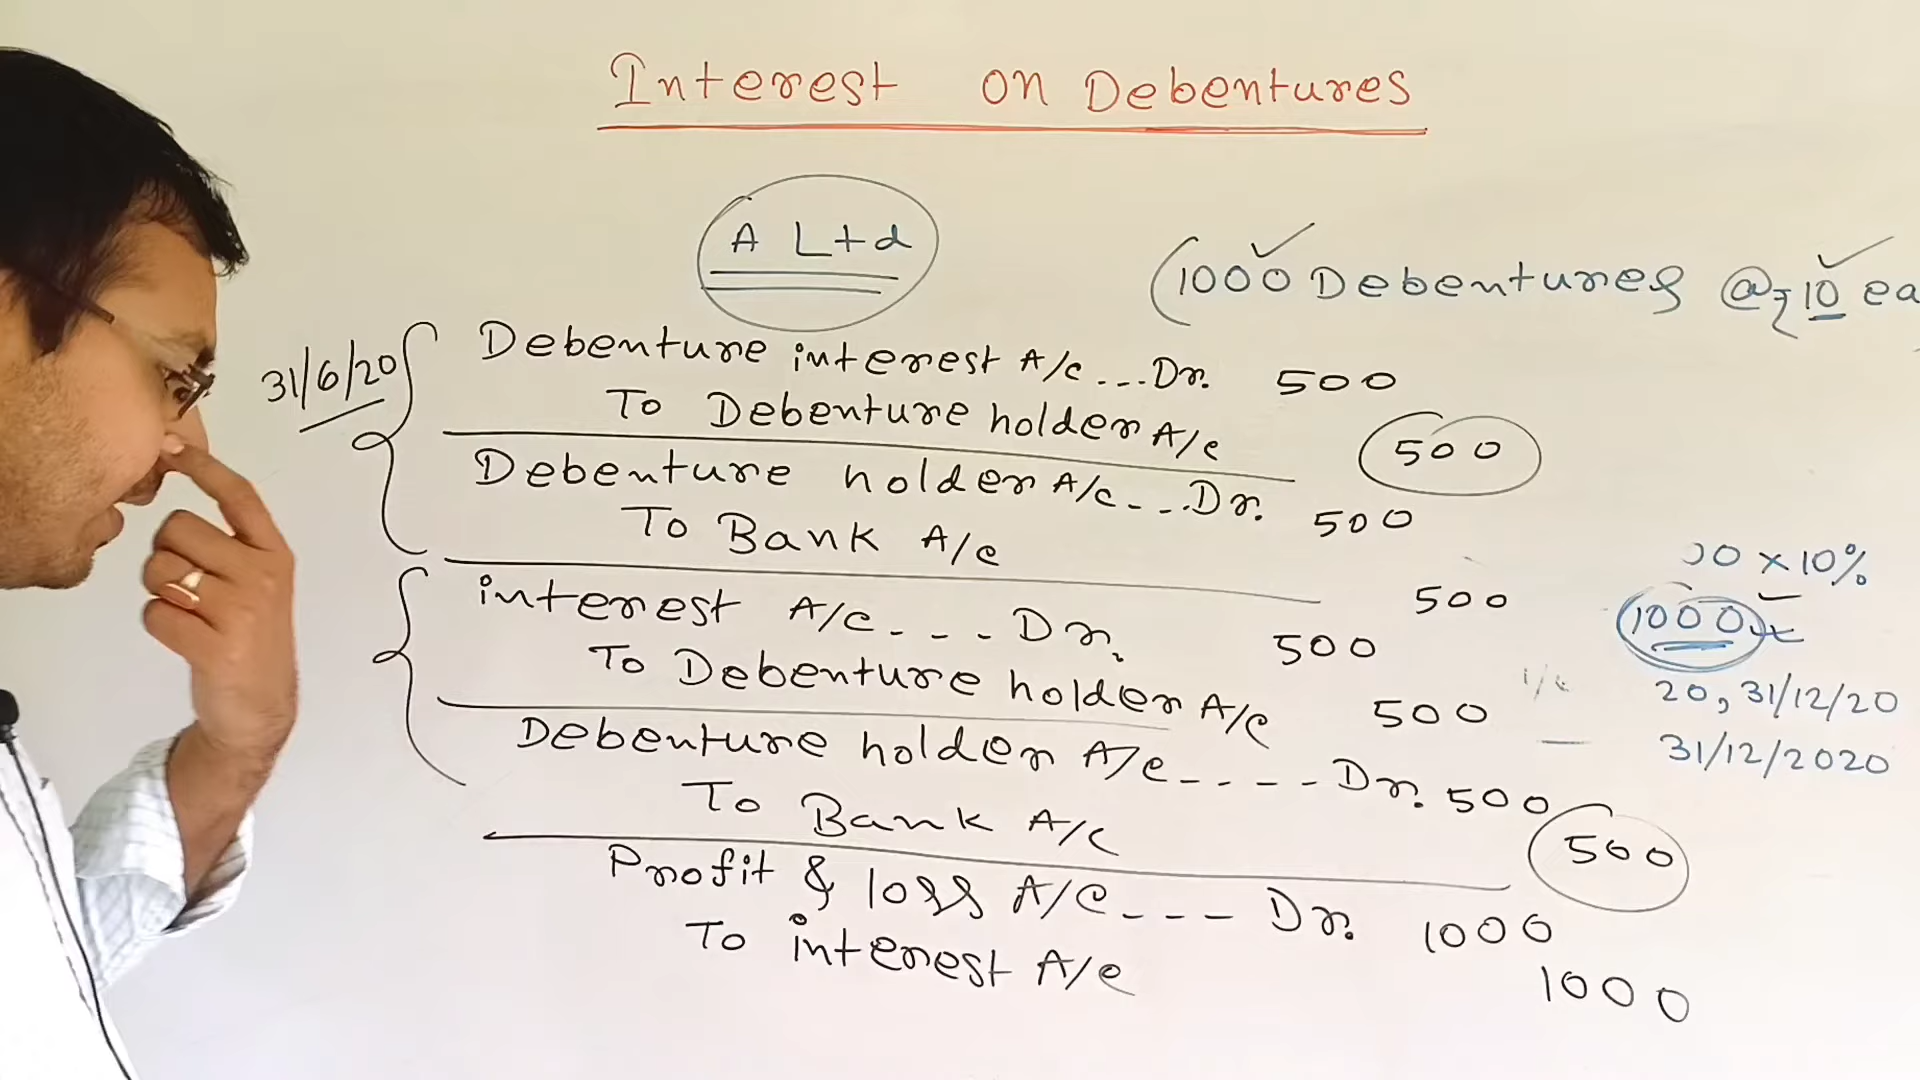 Interest on Debentures
A Ltd
(1000 Debentures @ ₹10 ea
31/6/20
Debenture interest A/c ... Dr. 500
To Debenture holder A/c 500
Debenture holder A/c - - . Dr. 500
To Bank A/c 500
interest A/c - - - Dr. 500
To Debenture holder A/c 500
Debenture holder A/c - - - - Dr. 500
To Bank A/c 500
Profit & loss A/c - - - Dr. 1000
To interest A/c 1000
0 x 10%
1000
20, 31/12/20
31/12/2020